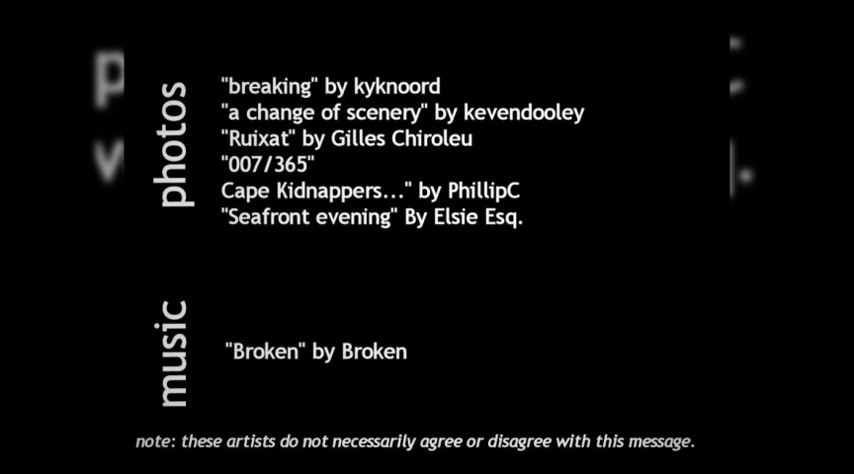 photos
"breaking" by kyknoord
"a change of scenery" by kevendooley
"Ruixat" by Gilles Chiroleu
"007/365"
Cape Kidnappers..." by PhillipC
"Seafront evening" By Elsie Esq.
music
"Broken" by Broken
note: these artists do not necessarily agree or disagree with this message.